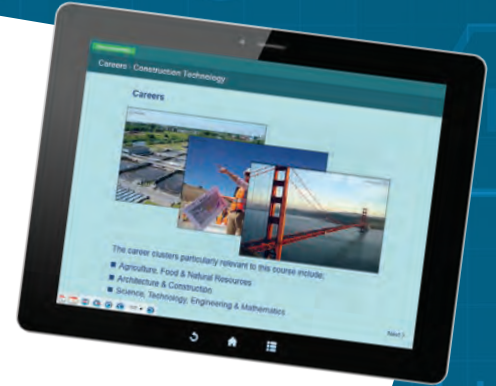 Careers - Construction Technology
Careers
The career clusters particularly relevant to this course include:
■ Agriculture, Food & Natural Resources
■ Architecture & Construction
■ Science, Technology, Engineering & Mathematics
Next